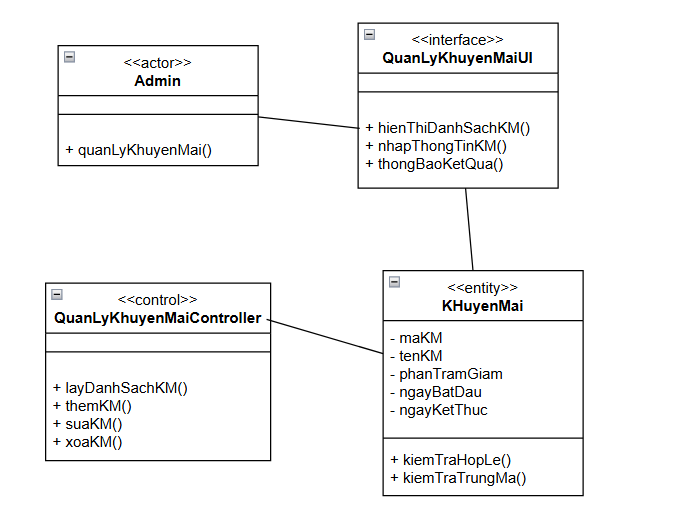 <<actor>>
Admin
+ quanLyKhuyenMai()
<<interface>>
QuanLyKhuyenMaiUI
+ hienThiDanhSachKM()
+ nhapThongTinKM()
+ thongBaoKetQua()
<<control>>
QuanLyKhuyenMaiController
+ layDanhSachKM()
+ themKM()
+ suaKM()
+ xoaKM()
<<entity>>
KHuyenMai
- maKM
- tenKM
- phanTramGiam
- ngayBatDau
- ngayKetThuc
+ kiemTraHopLe()
+ kiemTraTrungMa()